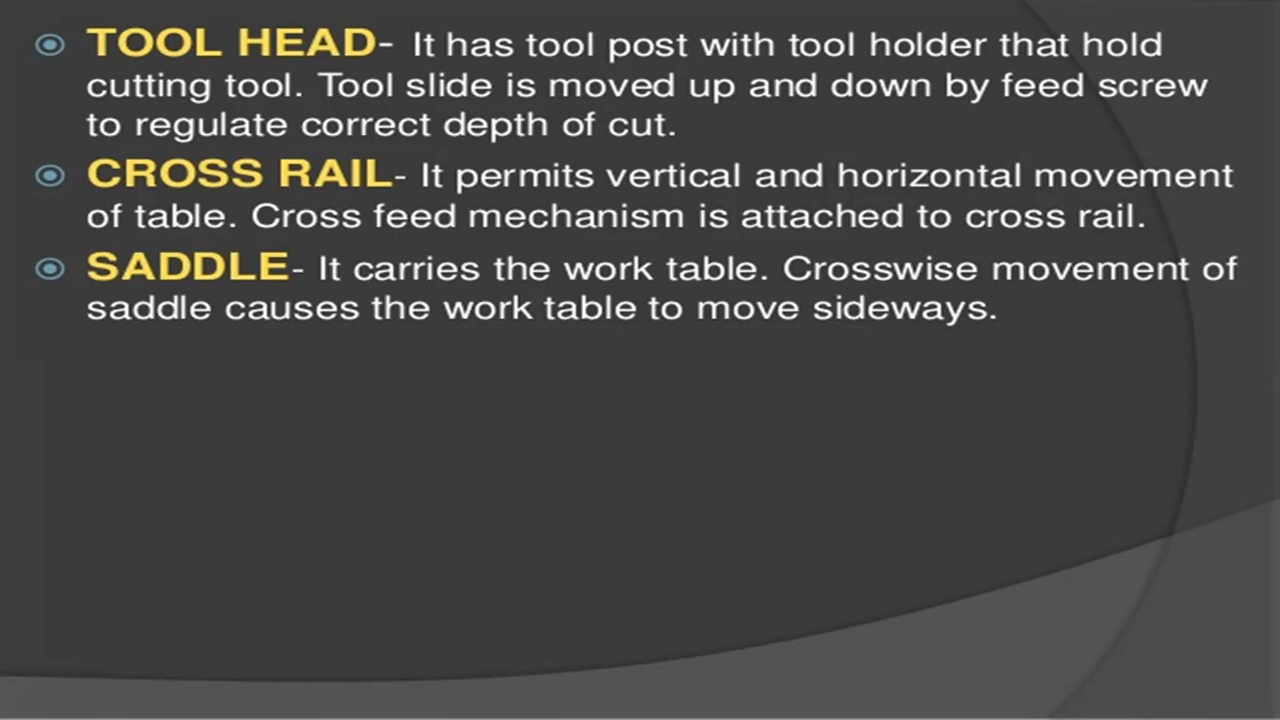 TOOL HEAD- It has tool post with tool holder that hold
cutting tool. Tool slide is moved up and down by feed screw
to regulate correct depth of cut.
CROSS RAIL- It permits vertical and horizontal movement
of table. Cross feed mechanism is attached to cross rail.
SADDLE- It carries the work table. Crosswise movement of
saddle causes the work table to move sideways.